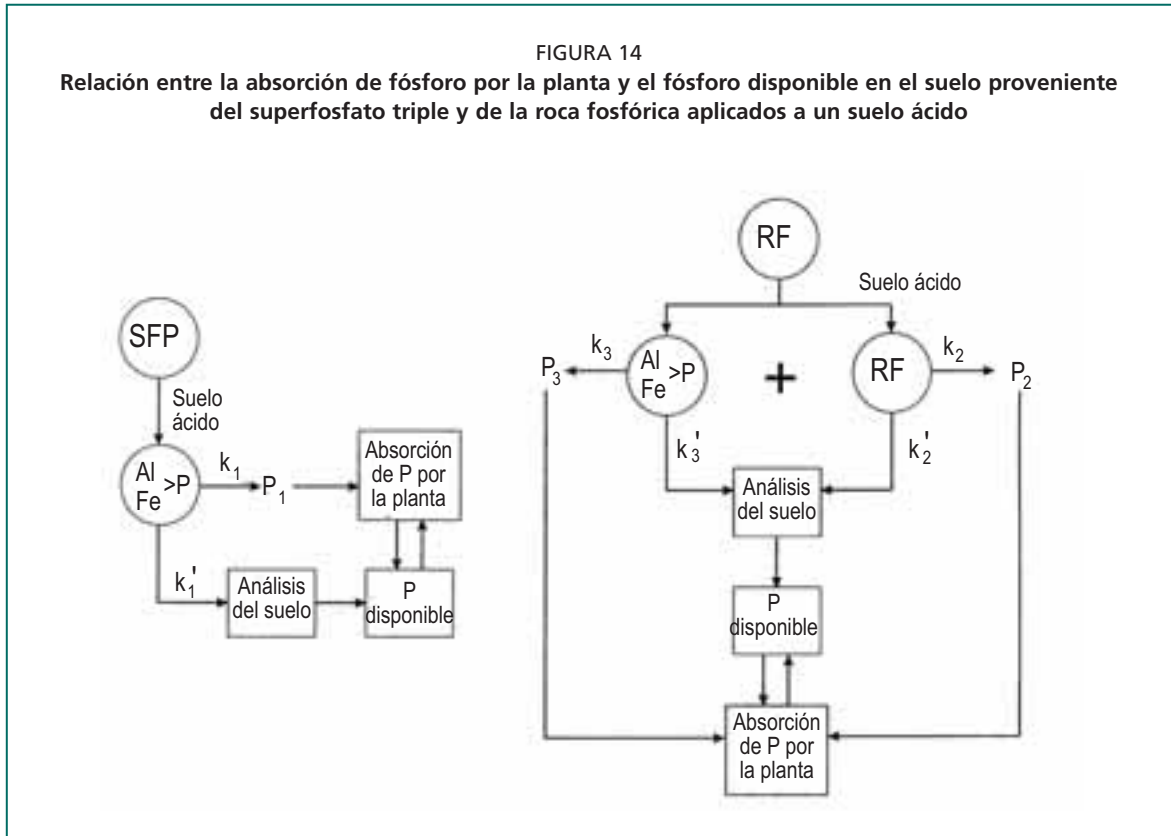 FIGURA 14
Relación entre la absorción de fósforo por la planta y el fósforo disponible en el suelo proveniente
del superfosfato triple y de la roca fosfórica aplicados a un suelo ácido
SFP
Suelo
ácido
Al
Fe >P
k₁
P₁
Absorción
de P por
la planta
k₁'
Análisis
del suelo
P
disponible
RF
Suelo ácido
P₃
k₃
Al
Fe >P
+
RF
k₂
P₂
k₃'
k₂'
Análisis
del suelo
P
disponible
Absorción
de P por
la planta